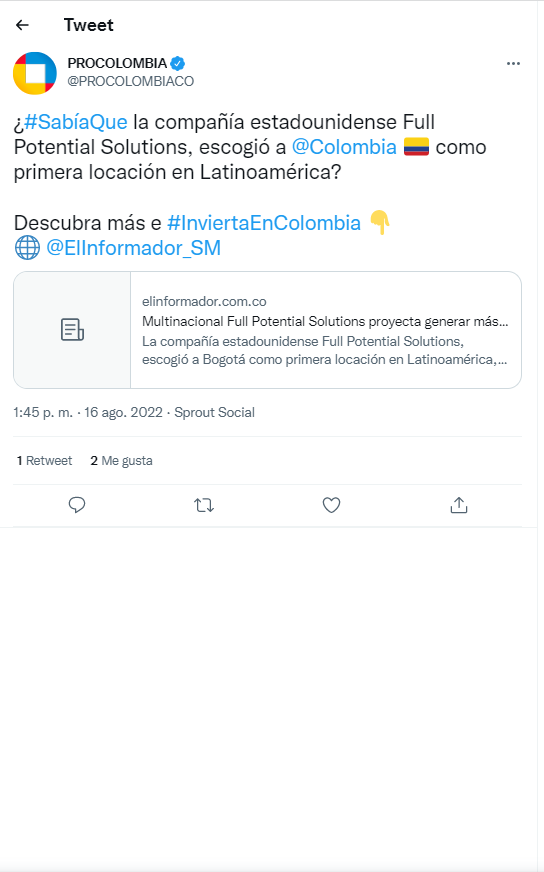 Tweet
PROCOLOMBIA
@PROCOLOMBIACO
¿#SabíaQue la compañía estadounidense Full
Potential Solutions, escogió a @Colombia 🇨🇴 como
primera locación en Latinoamérica?
Descubra más e #InviertaEnColombia 👇
🌐 @ElInformador_SM
elinformador.com.co
Multinacional Full Potential Solutions proyecta generar más...
La compañía estadounidense Full Potential Solutions,
escogió a Bogotá como primera locación en Latinoamérica,...
1:45 p. m. · 16 ago. 2022 · Sprout Social
1 Retweet 2 Me gusta